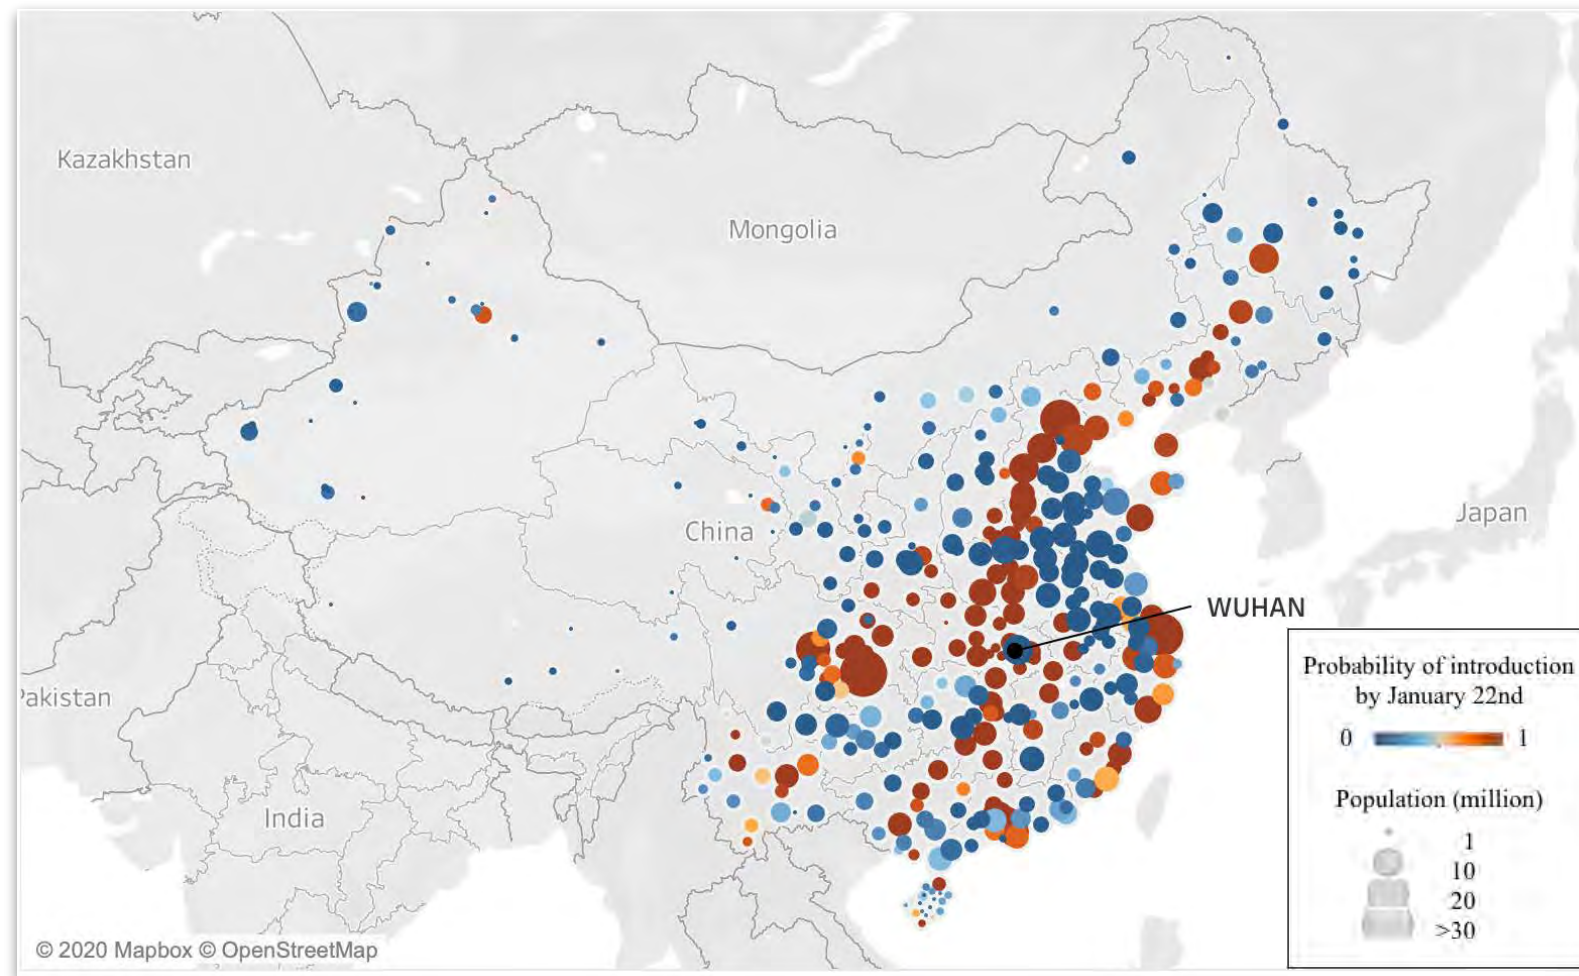 Kazakhstan
Mongolia
Japan
China
WUHAN
Pakistan
India
Probability of introduction
by January 22nd
0 1
Population (million)
1
10
20
>30
© 2020 Mapbox © OpenStreetMap